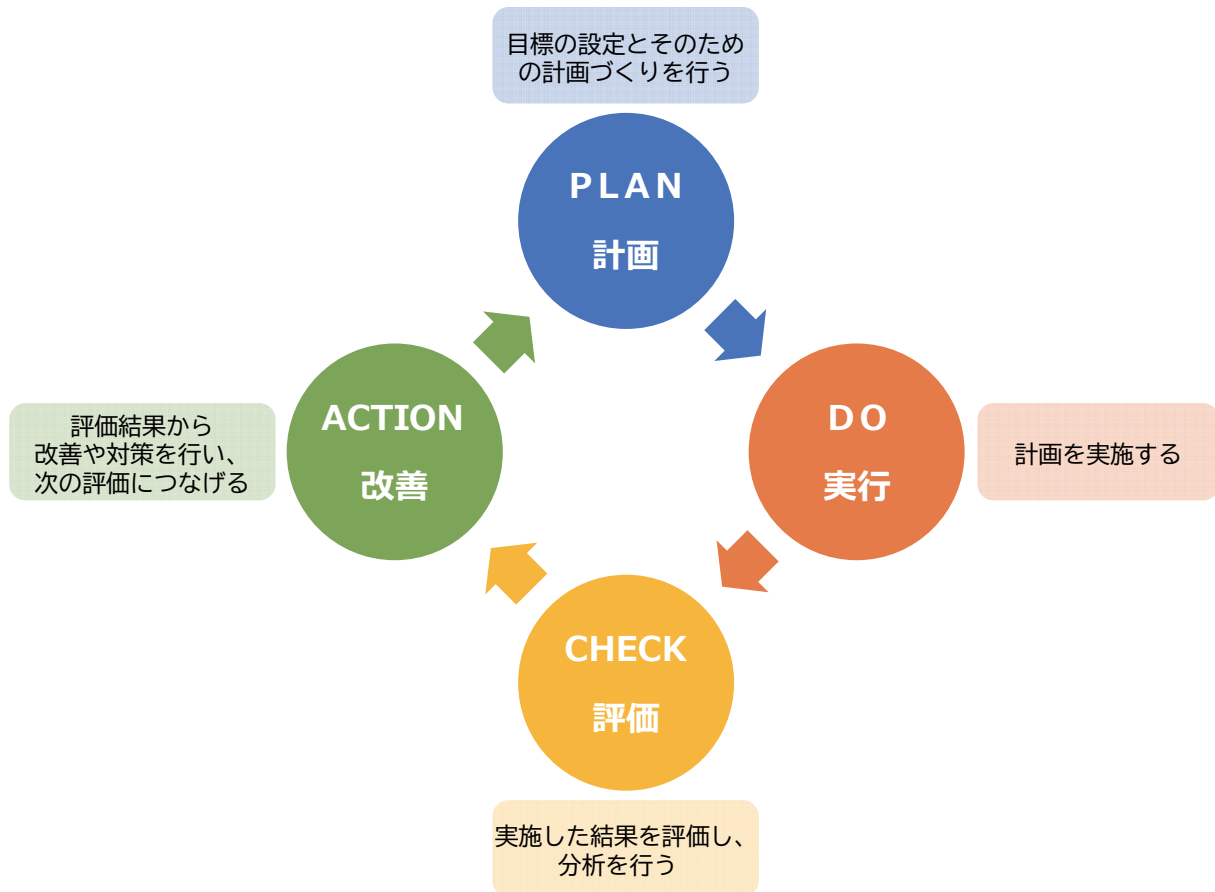 目標の設定とそのため
の計画づくりを行う
PLAN
計画
ACTION
改善
評価結果から
改善や対策を行い、
次の評価につなげる
DO
実行
計画を実施する
CHECK
評価
実施した結果を評価し、
分析を行う